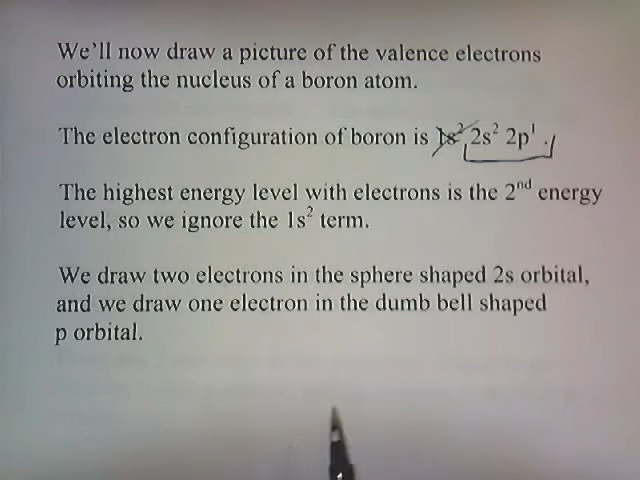 We'll now draw a picture of the valence electrons
orbiting the nucleus of a boron atom.
The electron configuration of boron is 1s² 2s² 2p¹.
The highest energy level with electrons is the 2ⁿᵈ energy
level, so we ignore the 1s² term.
We draw two electrons in the sphere shaped 2s orbital,
and we draw one electron in the dumb bell shaped
p orbital.